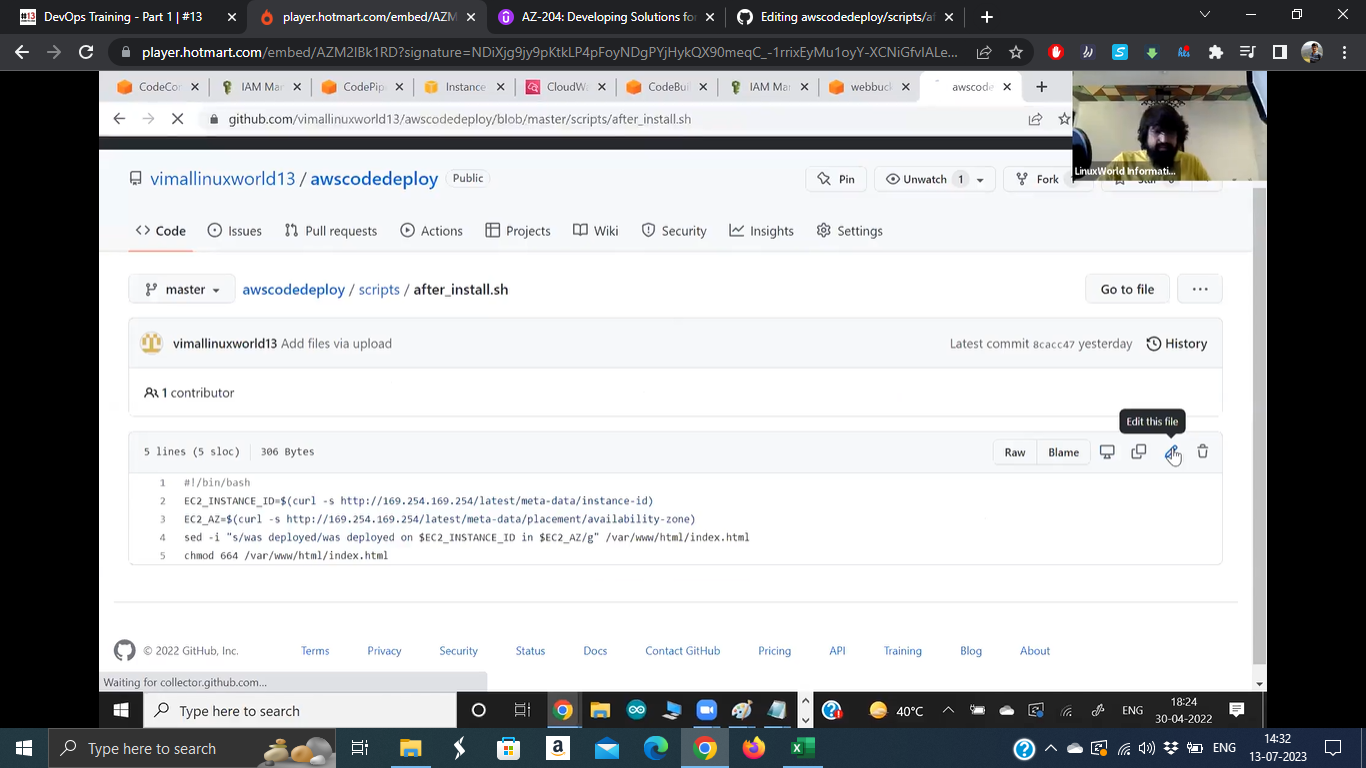 DevOps Training - Part 1 | #13
player.hotmart.com/embed/AZM
AZ-204: Developing Solutions fo
Editing awscodedeploy/scripts/af
player.hotmart.com/embed/AZM2IBk1RD?signature=NDiXjg9jy9pKtkLP4pFoyNDgPYjHykQX90meqC_-1rrixEyMu1oyY-XCNiGfvIALe...
CodeCon
IAM Mar
CodePip
Instance
CloudWa
CodeBui
IAM Mar
webbuck
awscode
github.com/vimallinuxworld13/awscodedeploy/blob/master/scripts/after_install.sh
LinuxWorld Informati...
vimallinuxworld13 / awscodedeploy Public
Pin
Unwatch 1
Fork
Code
Issues
Pull requests
Actions
Projects
Wiki
Security
Insights
Settings
master
awscodedeploy / scripts / after_install.sh
Go to file
...
vimallinuxworld13 Add files via upload
Latest commit 8cacc47 yesterday
History
1 contributor
Edit this file
5 lines (5 sloc) 306 Bytes
Raw
Blame
1 #!/bin/bash
2 EC2_INSTANCE_ID=$(curl -s http://169.254.169.254/latest/meta-data/instance-id)
3 EC2_AZ=$(curl -s http://169.254.169.254/latest/meta-data/placement/availability-zone)
4 sed -i "s/was deployed/was deployed on $EC2_INSTANCE_ID in $EC2_AZ/g" /var/www/html/index.html
5 chmod 664 /var/www/html/index.html
© 2022 GitHub, Inc.
Terms
Privacy
Security
Status
Docs
Contact GitHub
Pricing
API
Training
Blog
About
Waiting for collector.github.com...
Type here to search
40°C
ENG
18:24
30-04-2022
Type here to search
ENG
14:32
13-07-2023